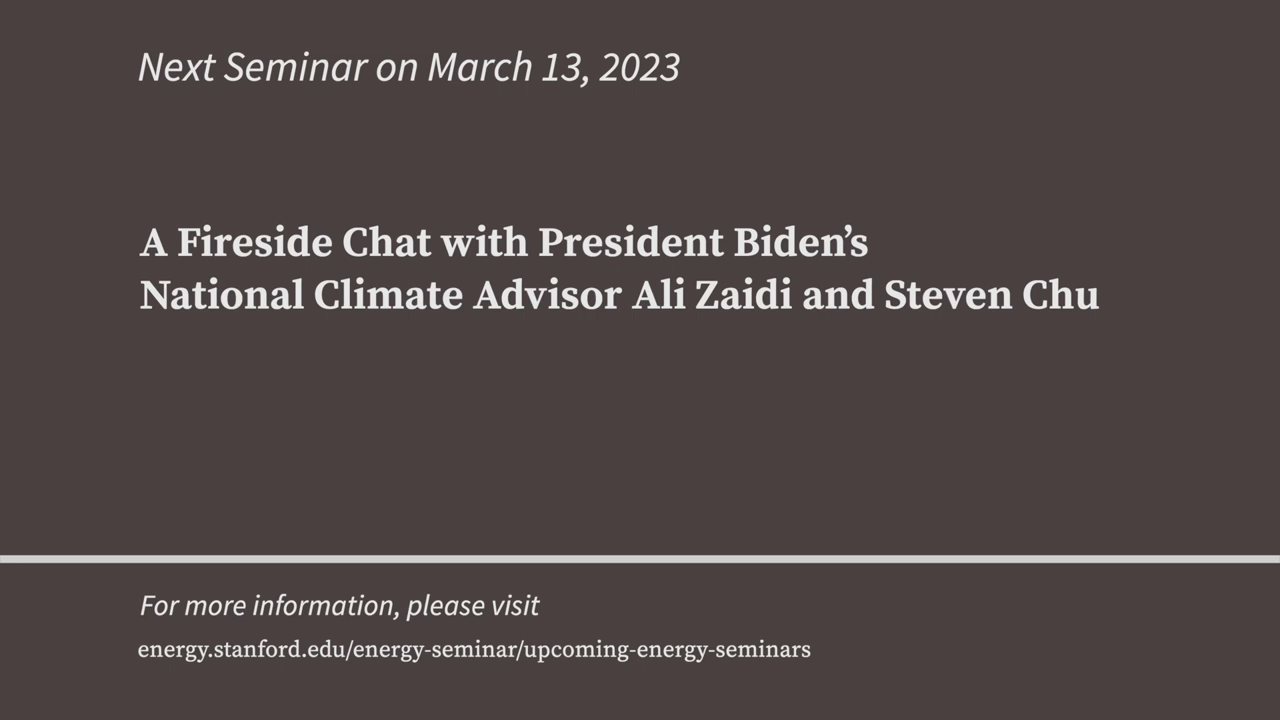 Next Seminar on March 13, 2023
A Fireside Chat with President Biden’s
National Climate Advisor Ali Zaidi and Steven Chu
For more information, please visit
energy.stanford.edu/energy-seminar/upcoming-energy-seminars